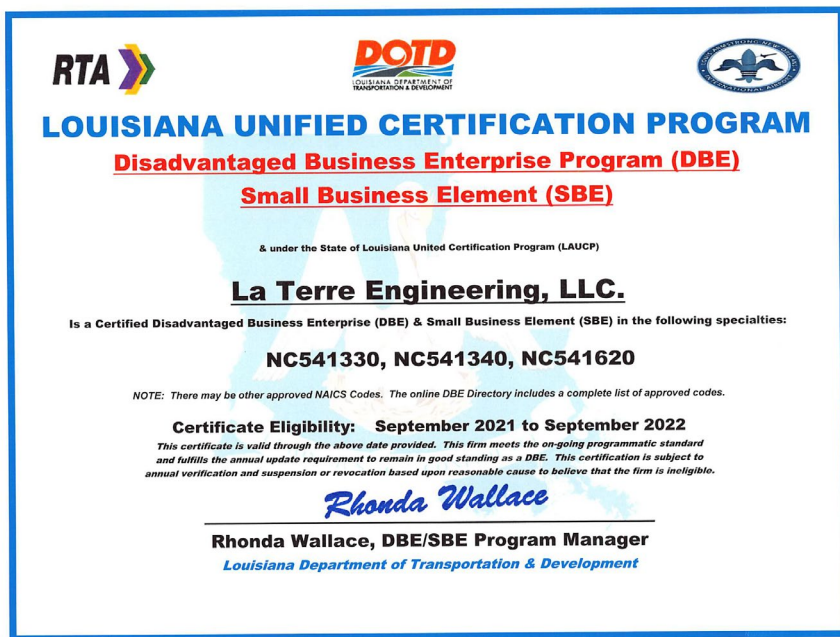 RTA
DOTD
LOUISIANA DEPARTMENT OF
TRANSPORTATION & DEVELOPMENT
LOUIS ARMSTRONG NEW ORLEANS
INTERNATIONAL AIRPORT
LOUISIANA UNIFIED CERTIFICATION PROGRAM
Disadvantaged Business Enterprise Program (DBE)
Small Business Element (SBE)
& under the State of Louisiana United Certification Program (LAUCP)
La Terre Engineering, LLC.
Is a Certified Disadvantaged Business Enterprise (DBE) & Small Business Element (SBE) in the following specialties:
NC541330, NC541340, NC541620
NOTE: There may be other approved NAICS Codes. The online DBE Directory includes a complete list of approved codes.
Certificate Eligibility: September 2021 to September 2022
This certificate is valid through the above date provided. This firm meets the on-going programmatic standard
and fulfills the annual update requirement to remain in good standing as a DBE. This certification is subject to
annual verification and suspension or revocation based upon reasonable cause to believe that the firm is ineligible.
Rhonda Wallace
Rhonda Wallace, DBE/SBE Program Manager
Louisiana Department of Transportation & Development